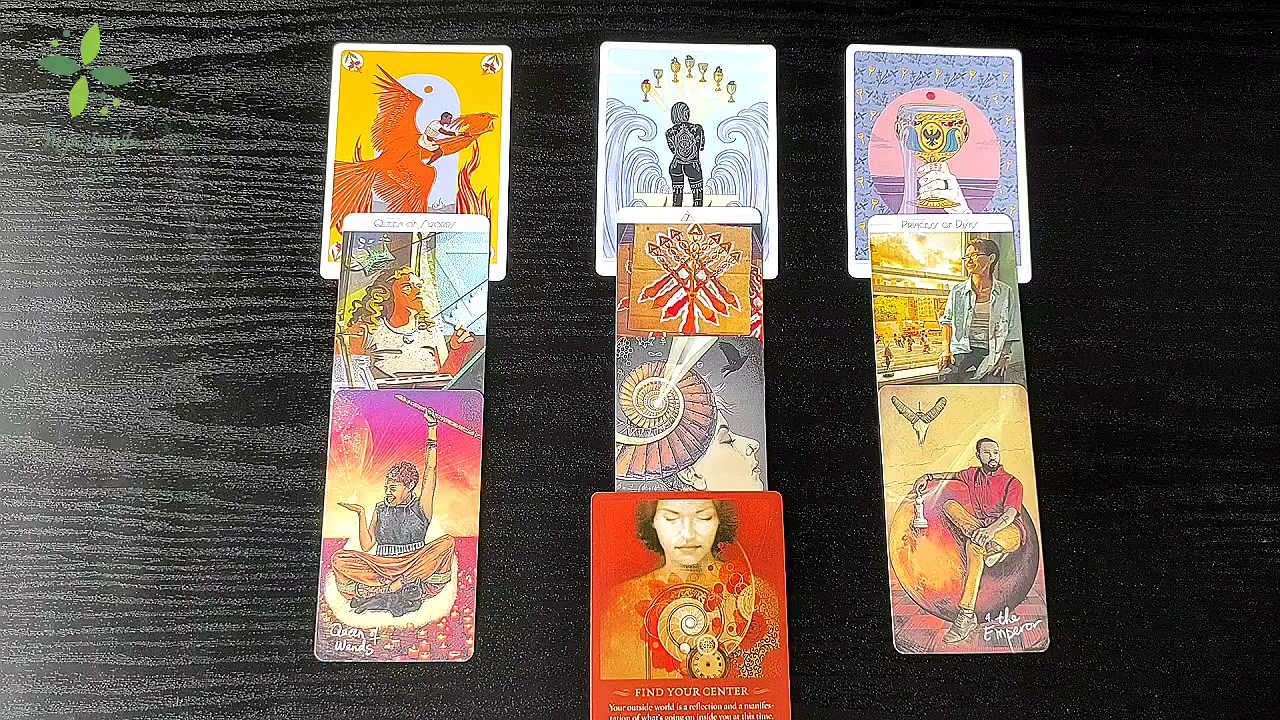 QUEEN OF SWORDS
PRINCESS OF DISKS
Queen of
Wands
4 the
Emperor
FIND YOUR CENTER
Your outside world is a reflection and a manifes-
tation of what's going on inside you at this time.